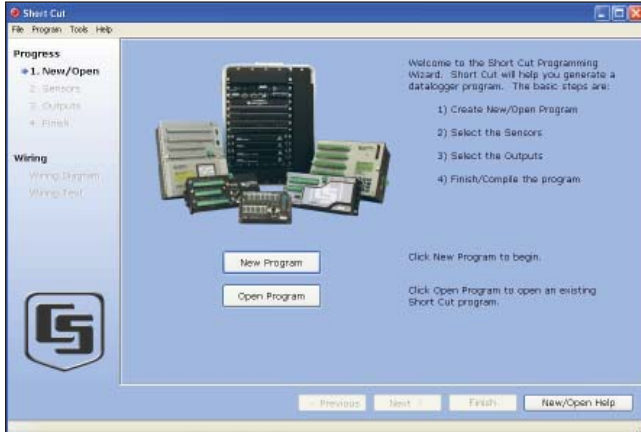 Short Cut
File Program Tools Help
Progress
1. New/Open
2. Sensors
3. Outputs
4. Finish
Wiring
Wiring Diagram
Wiring Text
Welcome to the Short Cut Programming
Wizard. Short Cut will help you generate a
datalogger program. The basic steps are:
1) Create New/Open Program
2) Select the Sensors
3) Select the Outputs
4) Finish/Compile the program
New Program
Click New Program to begin.
Open Program
Click Open Program to open an existing
Short Cut program.
Previous Next Finish New/Open Help